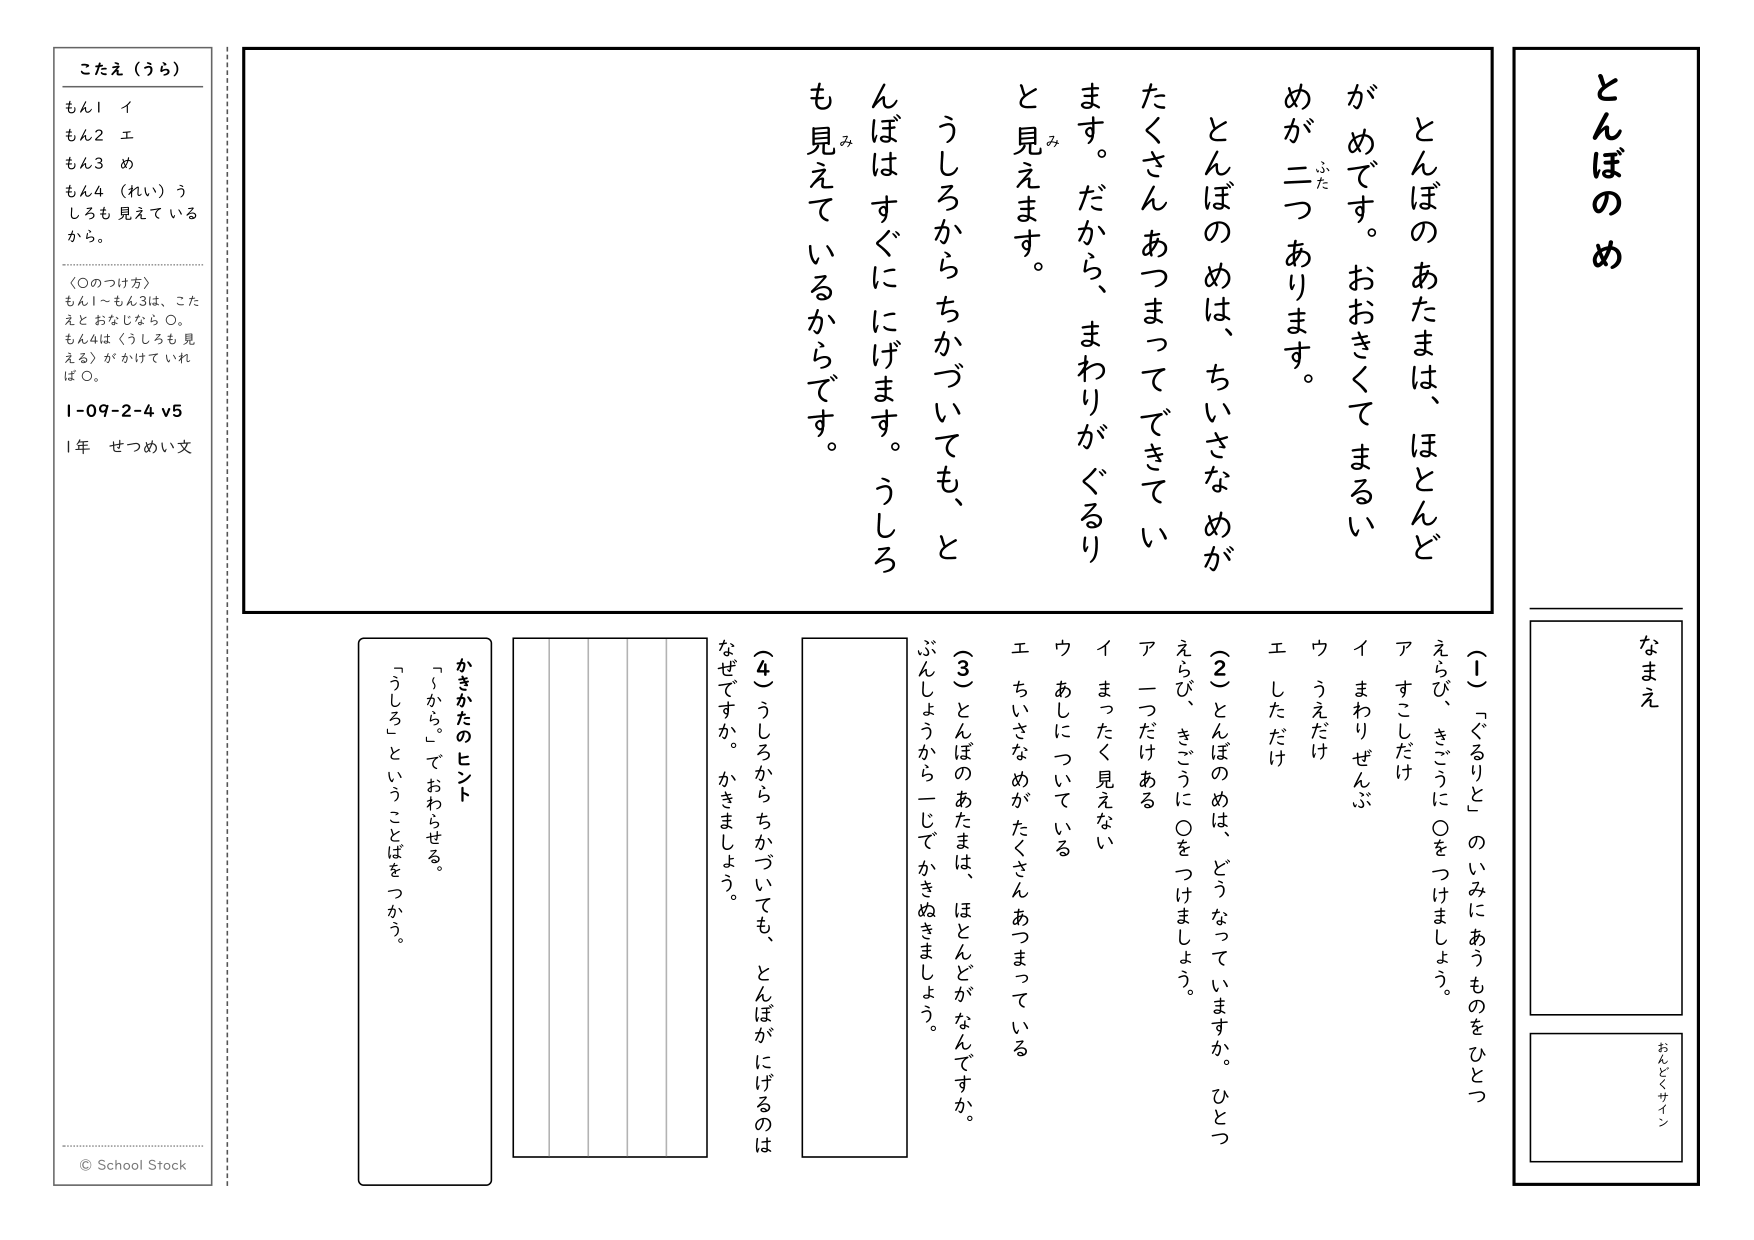 とんぼの め
なまえ
おんどくサイン
とんぼの あたまは、ほとんど
が めです。おおきくて まるい
めが 二つ あります。
ふた
とんぼの めは、ちいさな めが
たくさん あつまって できて い
ます。だから、まわりが ぐるり
と 見えます。
み
うしろから ちかづいても、と
んぼは すぐに にげます。うしろ
も 見えて いるからです。
み
(1)「ぐるりと」 の いみに あう ものを ひとつ
えらび、きごうに ○を つけましょう。
ア すこしだけ
イ まわり ぜんぶ
ウ うえだけ
エ した だけ
(2) とんぼの めは、どう なって いますか。ひとつ
えらび、きごうに ○を つけましょう。
ア 一つだけ ある
イ まったく 見えない
ウ あしに ついて いる
エ ちいさな めが たくさん あつまって いる
(3) とんぼの あたまは、ほとんどが なんですか。
ぶんしょうから 一じで かきぬきましょう。
(4) うしろから ちかづいても、とんぼが にげるのは
なぜですか。かきましょう。
かきかたの ヒント
「〜から。」で おわらせる。
「うしろ」と いう ことばを つかう。
こたえ（うら）
もん1 イ
もん2 エ
もん3 め
もん4 （れい）う
しろも 見えて いる
から。
〈○のつけ方〉
もん1～もん3は、こた
えと おなじなら ○。
もん4は〈うしろも 見
える〉が かけて いれ
ば ○。
1-09-2-4 v5
1年 せつめい文
© School Stock